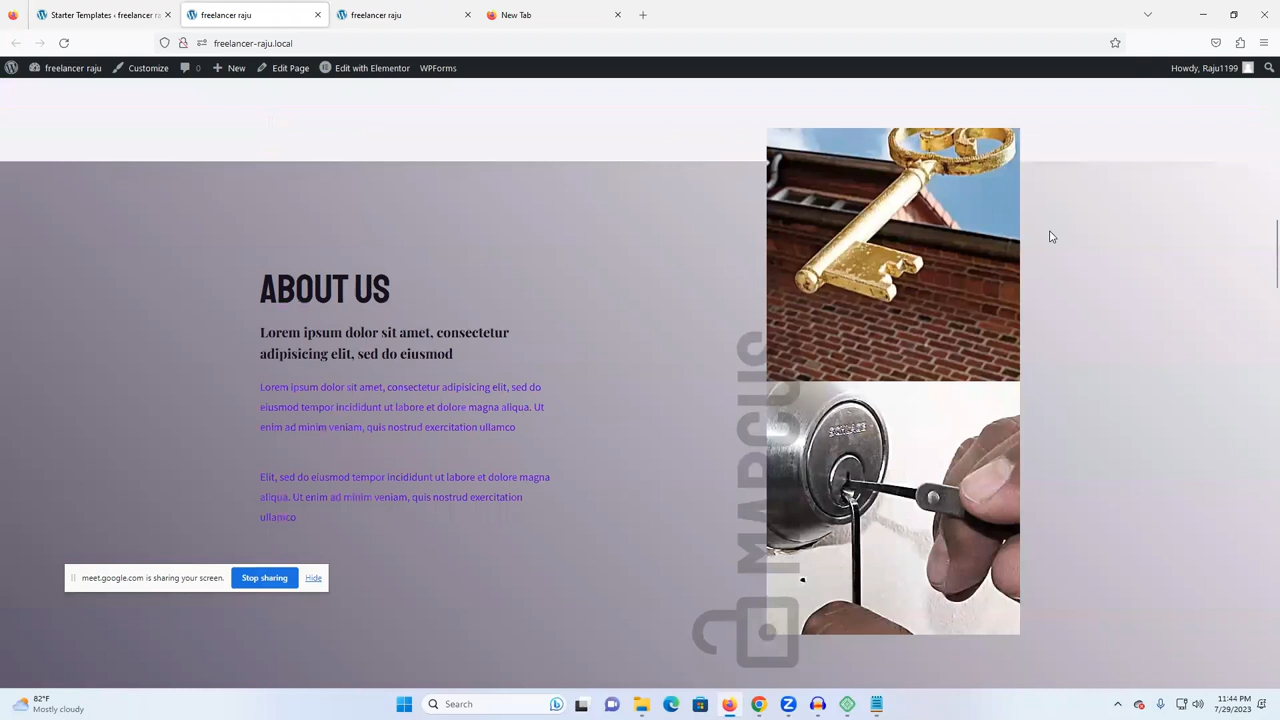 Starter Templates ‹ freelancer ra
freelancer raju
freelancer raju
New Tab
freelancer-raju.local
freelancer raju
Customize
0
New
Edit Page
Edit with Elementor
WPForms
Howdy, Raju1199
ABOUT US
Lorem ipsum dolor sit amet, consectetur
adipisicing elit, sed do eiusmod
Lorem ipsum dolor sit amet, consectetur adipisicing elit, sed do
eiusmod tempor incididunt ut labore et dolore magna aliqua. Ut
enim ad minim veniam, quis nostrud exercitation ullamco
Elit, sed do eiusmod tempor incididunt ut labore et dolore magna
aliqua. Ut enim ad minim veniam, quis nostrud exercitation
ullamco
MARCUS
SCHLAGE
meet.google.com is sharing your screen.
Stop sharing
Hide
82°F
Mostly cloudy
Search
11:44 PM
7/29/2023